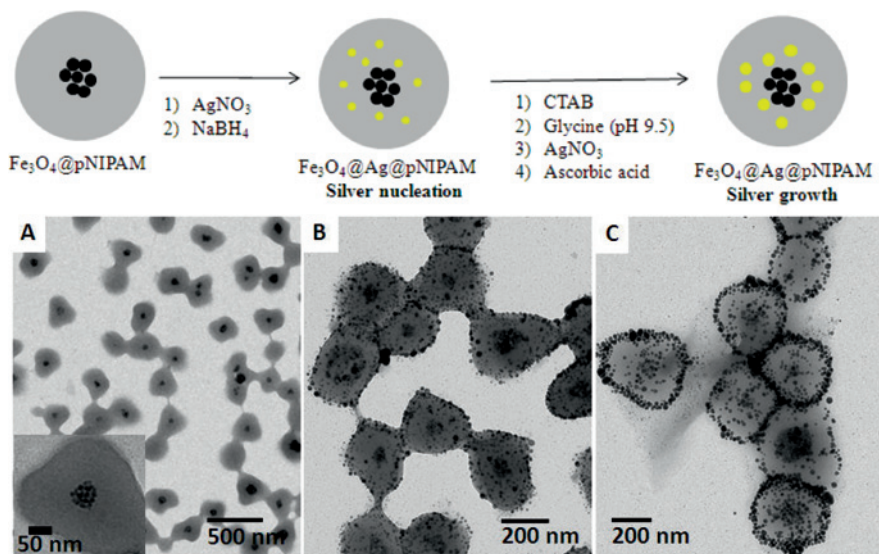 1) AgNO₃
2) NaBH₄
1) CTAB
2) Glycine (pH 9.5)
3) AgNO₃
4) Ascorbic acid
Fe₃O₄@pNIPAM
Fe₃O₄@Ag@pNIPAM
Silver nucleation
Fe₃O₄@Ag@pNIPAM
Silver growth
A
B
C
50 nm
500 nm
200 nm
200 nm